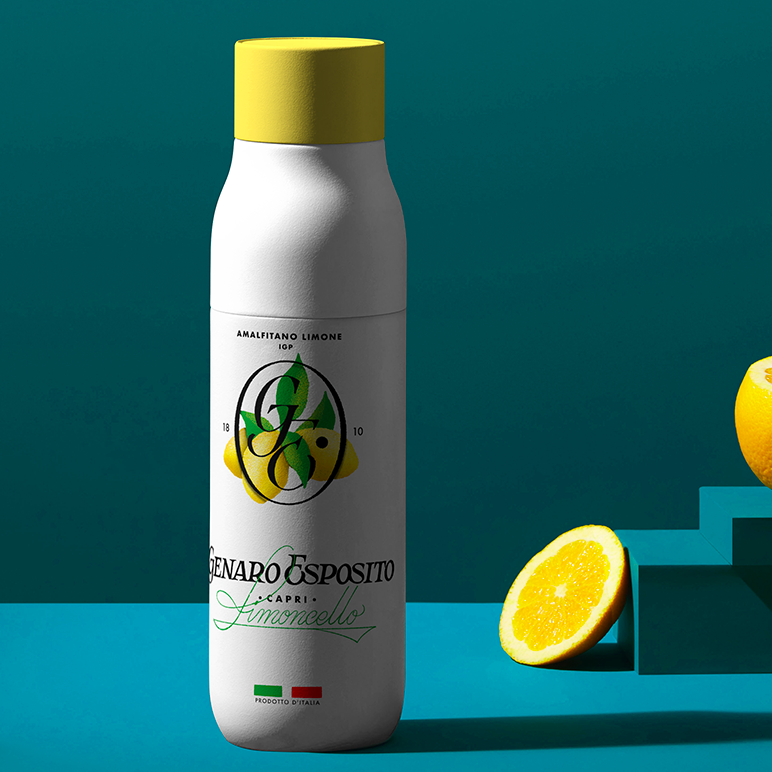 AMALFITANO LIMONE
IGP
GE
18 10
GENARO ESPOSITO
• CAPRI •
Limoncello
PRODOTTO D'ITALIA